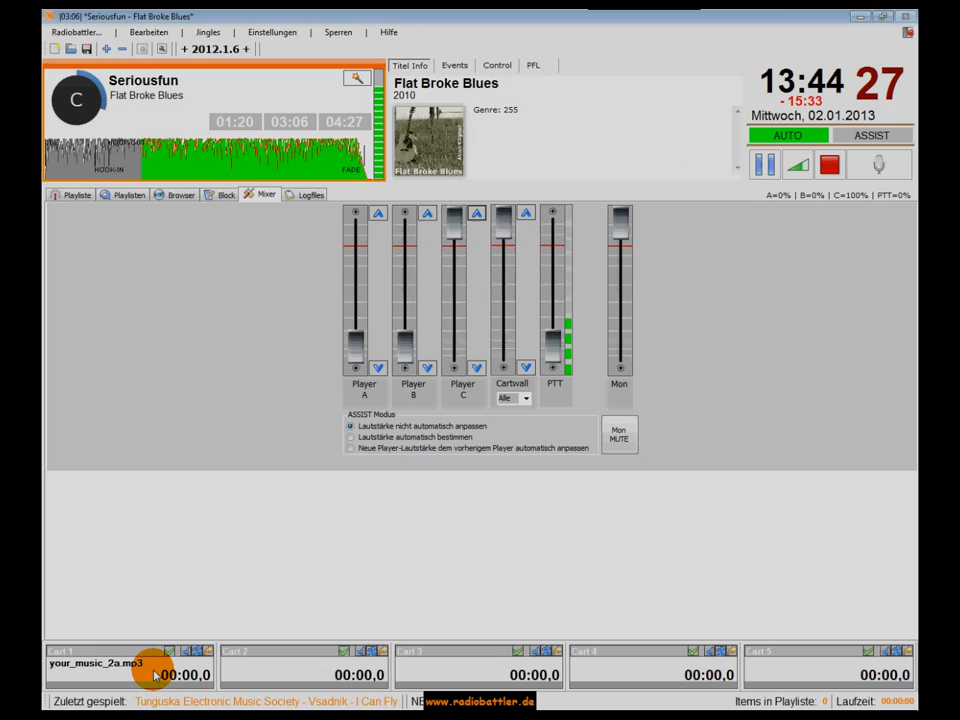 |03:06| *Seriousfun - Flat Broke Blues*
Radiobattler... | Bearbeiten | Jingles | Einstellungen | Sperren | Hilfe
+ 2012.1.6 +
C
Seriousfun
Flat Broke Blues
01:20 03:06 04:27
HOOK-IN
FADE
Titel Info Events Control PFL
Flat Broke Blues
2010
Genre: 255
Flat Broke Blues
13:44 27
- 15:33
Mittwoch, 02.01.2013
AUTO ASSIST
Playliste Playlisten Browser Block Mixer Logfiles
A=0% | B=0% | C=100% | PTT=0%
Player A
Player B
Player C
Cartwall
Alle
PTT
Mon
ASSIST Modus
Lautstärke nicht automatisch anpassen
Lautstärke automatisch bestimmen
Neue Player-Lautstärke dem vorherigem Player automatisch anpassen
Mon
MUTE
Cart 1
your_music_2a.mp3
00:00,0
Cart 2
00:00,0
Cart 3
00:00,0
Cart 4
00:00,0
Cart 5
00:00,0
Zuletzt gespielt: Tunguska Electronic Music Society - Vsadnik - I Can Fly
www.radiobattler.de
Items in Playliste: 0
Laufzeit: 00:00:00